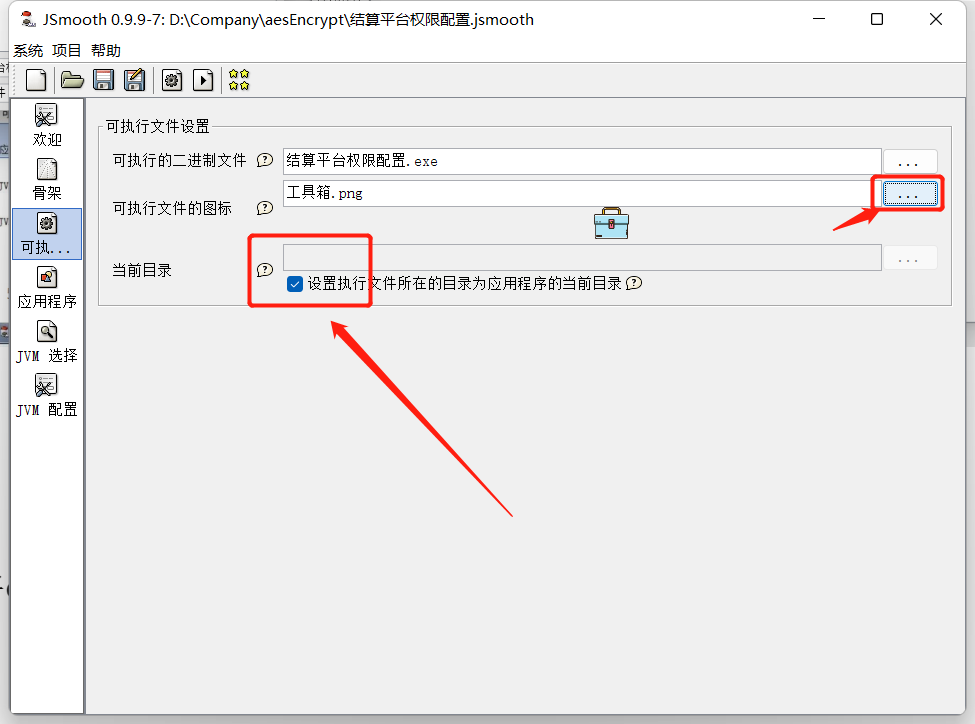 JSmooth 0.9.9-7: D:\Company\aesEncrypt\结算平台权限配置.jsmooth
系统 项目 帮助
欢迎
骨架
可执...
应用程序
JVM 选择
JVM 配置
可执行文件设置
可执行的二进制文件 结算平台权限配置.exe ...
可执行文件的图标 工具箱.png ...
当前目录 ...
设置执行文件所在的目录为应用程序的当前目录